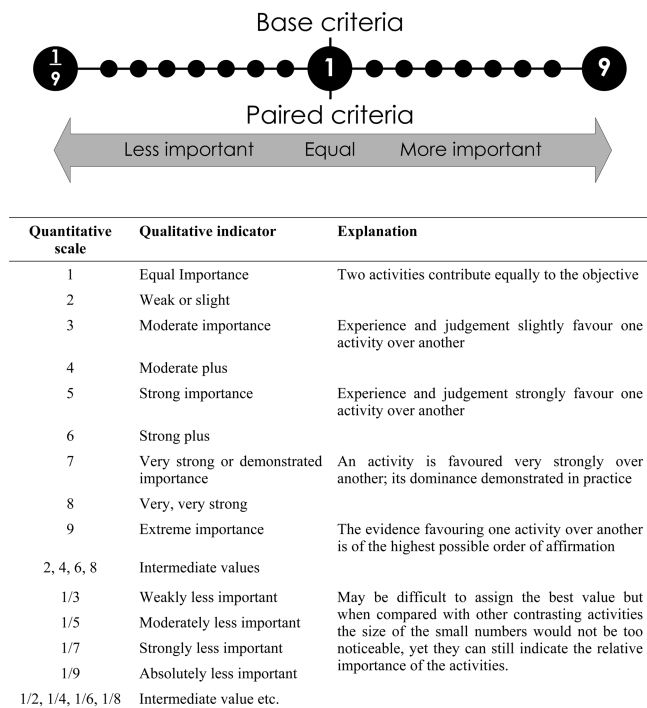 Base criteria
1
9
1
9
Paired criteria
Less important Equal More important
Quantitative scale Qualitative indicator Explanation
1 Equal Importance Two activities contribute equally to the objective
2 Weak or slight
3 Moderate importance Experience and judgement slightly favour one
activity over another
4 Moderate plus
5 Strong importance Experience and judgement strongly favour one
activity over another
6 Strong plus
7 Very strong or demonstrated importance An activity is favoured very strongly over
another; its dominance demonstrated in practice
8 Very, very strong
9 Extreme importance The evidence favouring one activity over another
is of the highest possible order of affirmation
2, 4, 6, 8 Intermediate values
1/3 Weakly less important May be difficult to assign the best value but
1/5 Moderately less important when compared with other contrasting activities
the size of the small numbers would not be too
1/7 Strongly less important noticeable, yet they can still indicate the relative
1/9 Absolutely less important importance of the activities.
1/2, 1/4, 1/6, 1/8 Intermediate value etc.